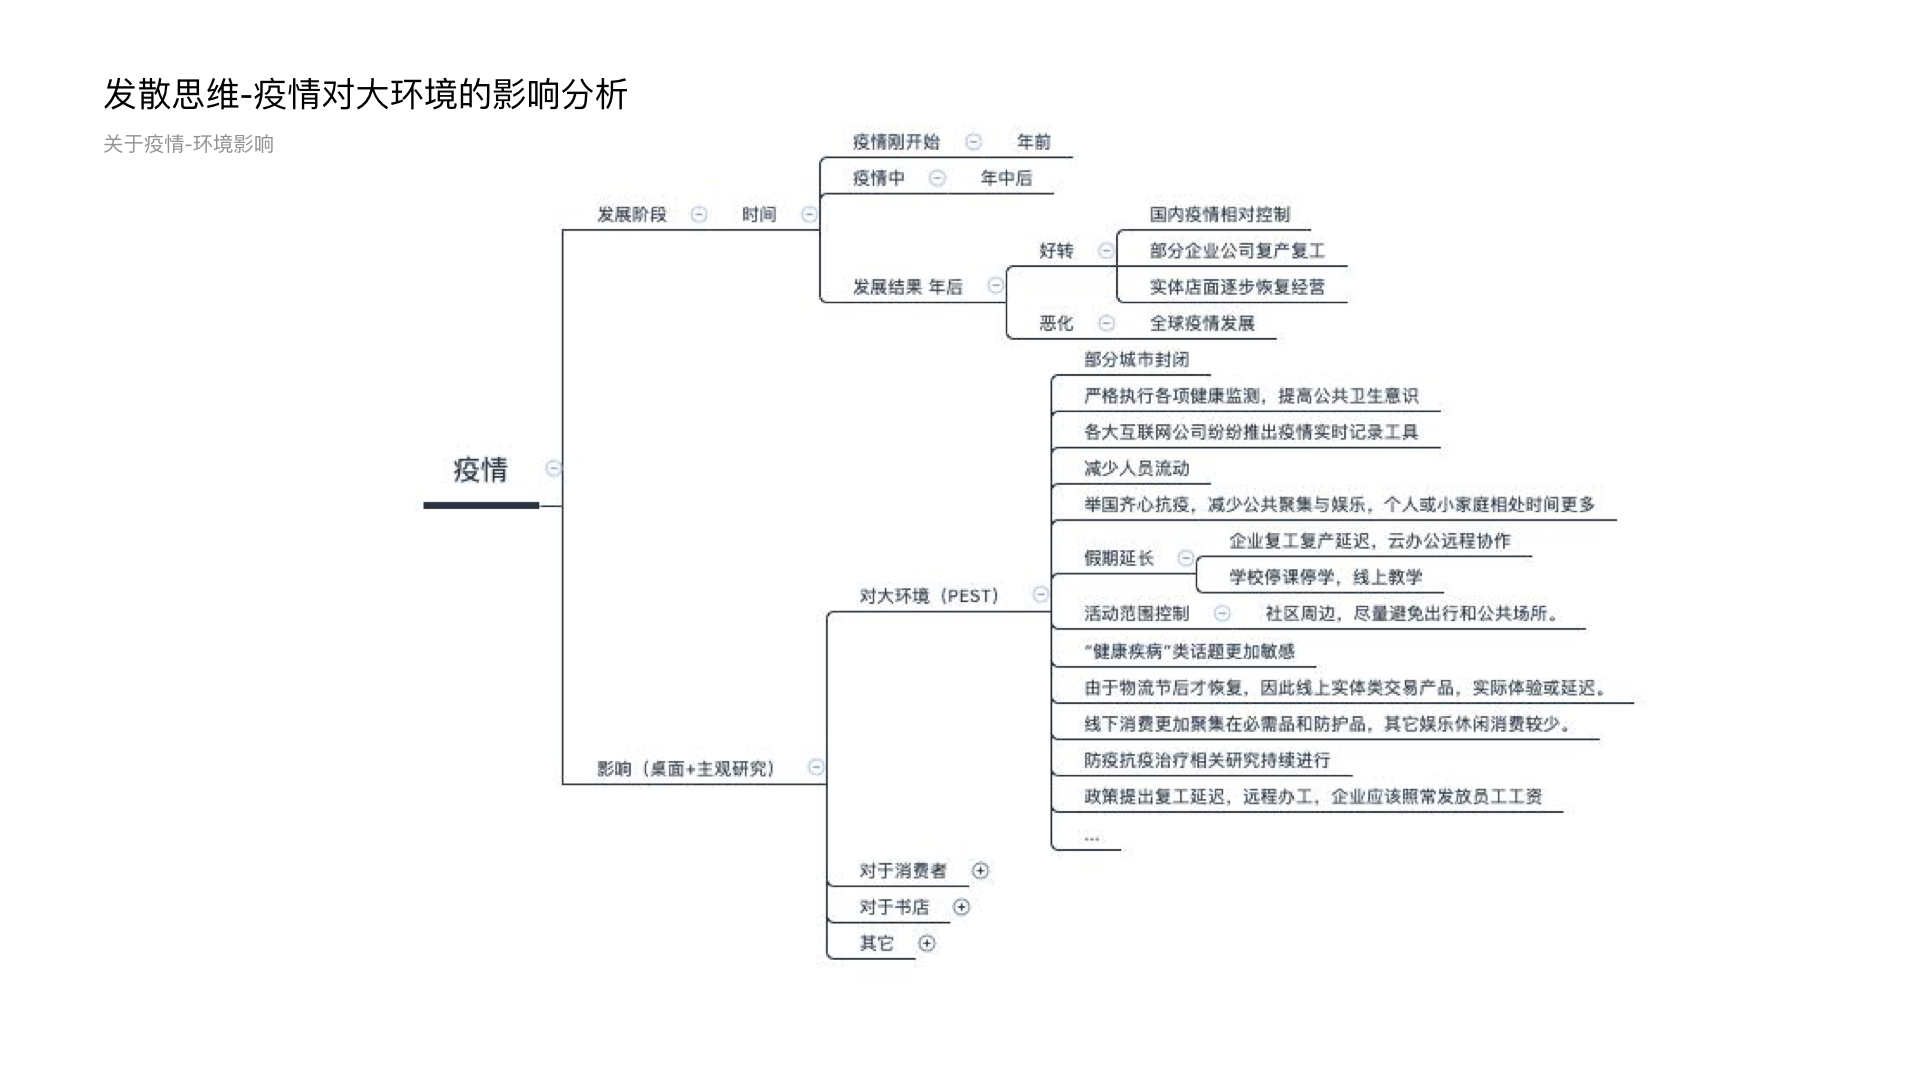 发散思维-疫情对大环境的影响分析
关于疫情-环境影响
疫情
发展阶段
时间
疫情刚开始
年前
疫情中
年中后
发展结果 年后
好转
国内疫情相对控制
部分企业公司复产复工
实体店面逐步恢复经营
恶化
全球疫情发展
影响（桌面+主观研究）
对大环境（PEST）
部分城市封闭
严格执行各项健康监测，提高公共卫生意识
各大互联网公司纷纷推出疫情实时记录工具
减少人员流动
举国齐心抗疫，减少公共聚集与娱乐，个人或小家庭相处时间更多
假期延长
企业复工复产延迟，云办公远程协作
学校停课停学，线上教学
活动范围控制
社区周边，尽量避免出行和公共场所。
“健康疾病”类话题更加敏感
由于物流节后才恢复，因此线上实体类交易产品，实际体验或延迟。
线下消费更加聚集在必需品和防护品，其它娱乐休闲消费较少。
防疫抗疫治疗相关研究持续进行
政策提出复工延迟，远程办工，企业应该照常发放员工工资
...
对于消费者
对于书店
其它